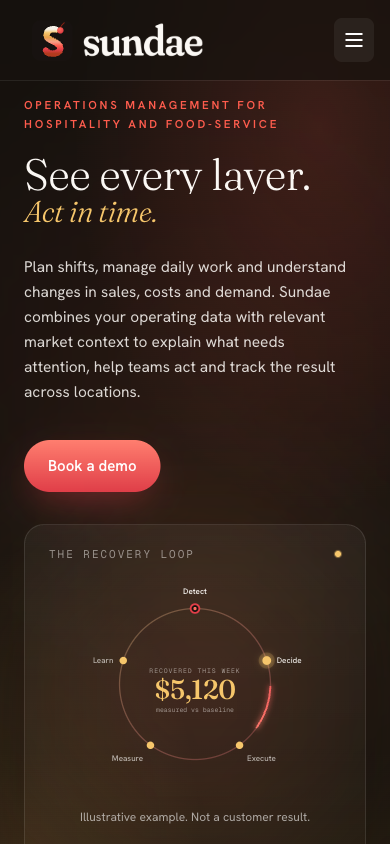 sundae
OPERATIONS MANAGEMENT FOR
HOSPITALITY AND FOOD-SERVICE
See every layer.
Act in time.
Plan shifts, manage daily work and understand
changes in sales, costs and demand. Sundae
combines your operating data with relevant
market context to explain what needs
attention, help teams act and track the result
across locations.
Book a demo
THE RECOVERY LOOP
Detect
Learn
Decide
RECOVERED THIS WEEK
$5,120
measured vs baseline
Measure
Execute
Illustrative example. Not a customer result.